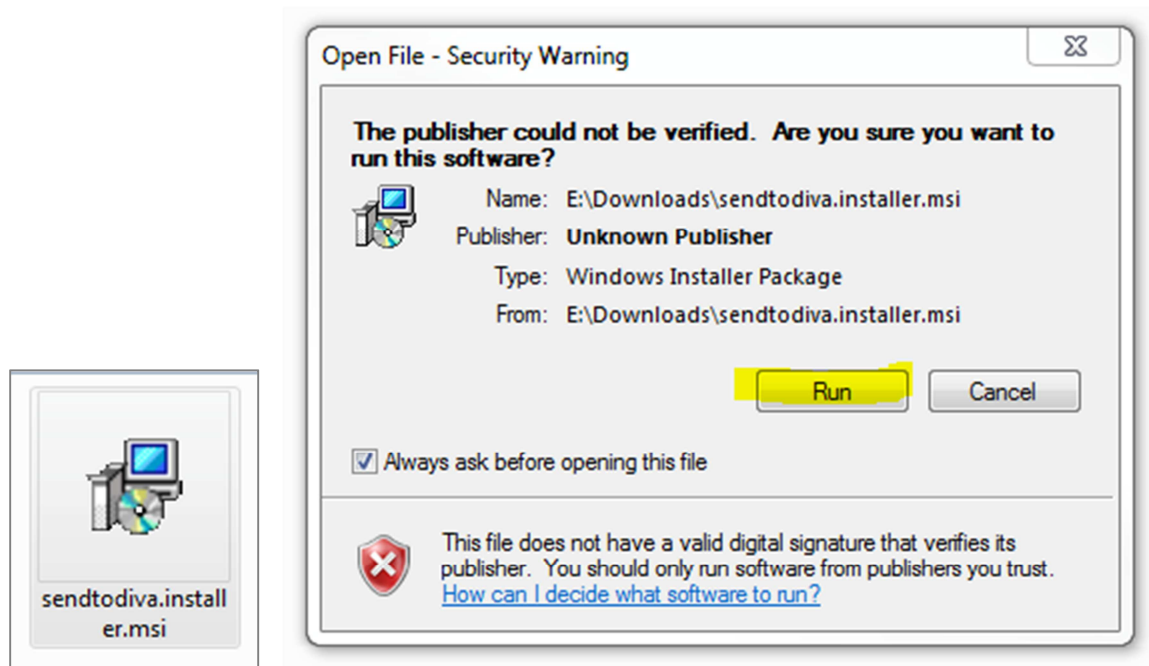 sendtodiva.install
er.msi
Open File - Security Warning
The publisher could not be verified. Are you sure you want to
run this software?
Name: E:\Downloads\sendtodiva.installer.msi
Publisher: Unknown Publisher
Type: Windows Installer Package
From: E:\Downloads\sendtodiva.installer.msi
Run Cancel
Always ask before opening this file
This file does not have a valid digital signature that verifies its
publisher. You should only run software from publishers you trust.
How can I decide what software to run?